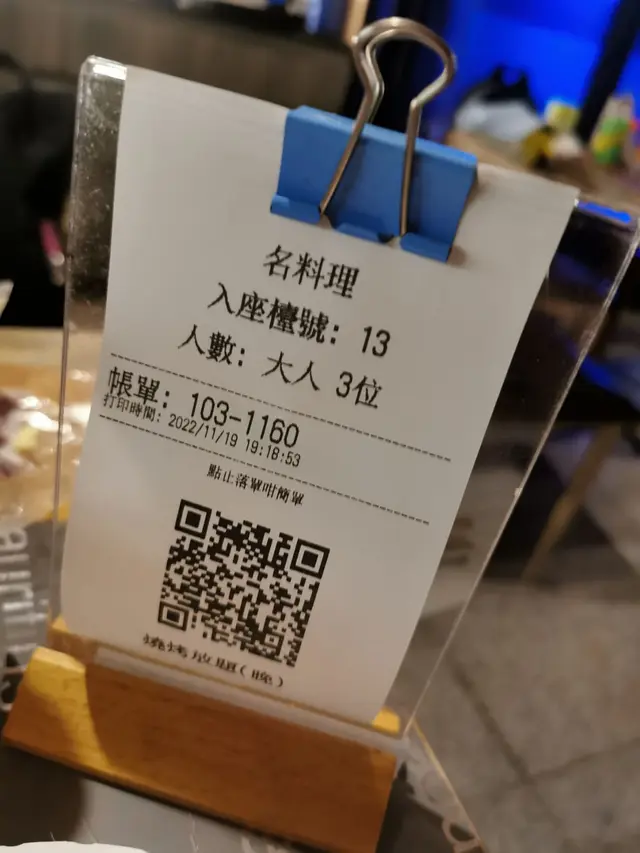 名料理
入座檯號: 13
人數: 大人 3位
帳單: 103-1160
打印時間: 2022/11/19 19:18:53
點止落單咁簡單
燒烤放題(晚)